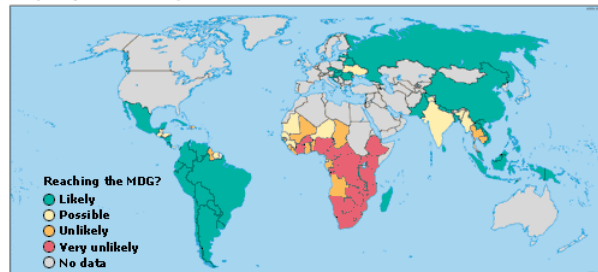 Reaching the MDG?
Likely
Possible
Unlikely
Very unlikely
No data